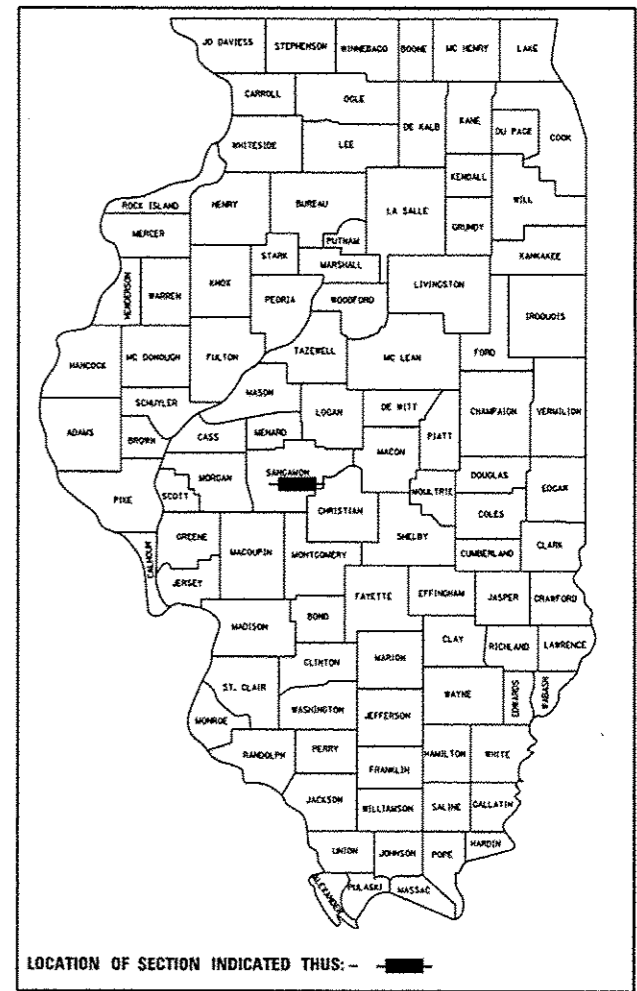 JO DAVIESS STEPHENSON WINNEBAGO BOONE MC HENRY LAKE
CARROLL OGLE DE KALB KANE DU PAGE COOK
WHITESIDE LEE KENDALL WILL
ROCK ISLAND HENRY BUREAU LA SALLE GRUNDY
MERCER PUTNAM KANKAKEE
STARK MARSHALL
HENDERSON WARREN KNOX PEORIA WOODFORD LIVINGSTON IROQUOIS
HANCOCK MC DONOUGH FULTON TAZEWELL MC LEAN FORD
MASON
SCHUYLER LOGAN DE WITT CHAMPAION VERMILION
ADAMS BROWN CASS MENARD PIATT
MACON
SANGAMON
PIKE SCOTT MORGAN CHRISTIAN MOULTRIE DOUGLAS EDGAR
COLES
GREENE MACOUPIN MONTGOMERY SHELBY CUMBERLAND CLARK
CALHOUN JERSEY
FAYETTE EFFINGHAM JASPER CRAWFORD
MADISON BOND
CLAY RICHLAND LAWRENCE
CLINTON MARION
ST. CLAIR WAYNE EDWARDS WABASH
WASHINGTON JEFFERSON
MONROE
RANDOLPH PERRY HAMILTON WHITE
FRANKLIN
JACKSON WILLIAMSON SALINE GALLATIN
UNION JOHNSON POPE HARDIN
ALEXANDER PULASKI MASSAC
LOCATION OF SECTION INDICATED THUS: -